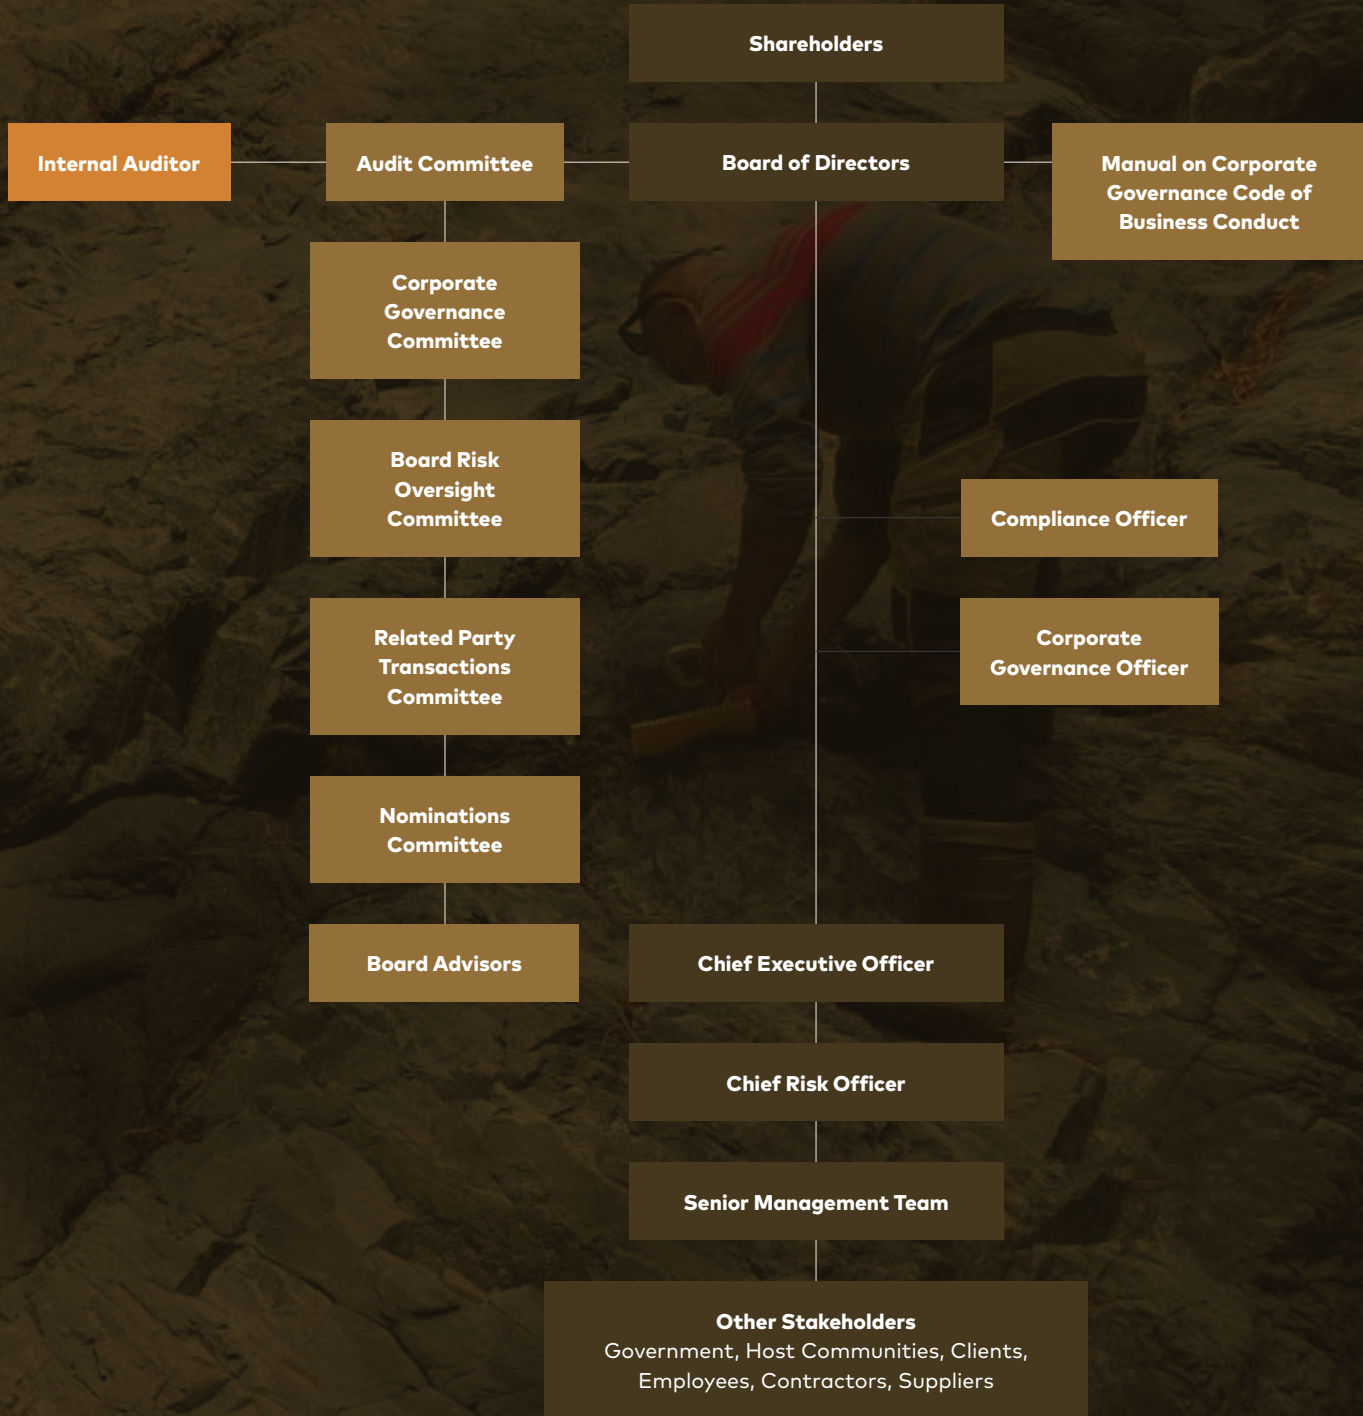 Shareholders
Internal Auditor
Audit Committee
Board of Directors
Manual on Corporate
Governance Code of
Business Conduct
Corporate
Governance
Committee
Board Risk
Oversight
Committee
Compliance Officer
Related Party
Transactions
Committee
Corporate
Governance Officer
Nominations
Committee
Board Advisors
Chief Executive Officer
Chief Risk Officer
Senior Management Team
Other Stakeholders
Government, Host Communities, Clients,
Employees, Contractors, Suppliers